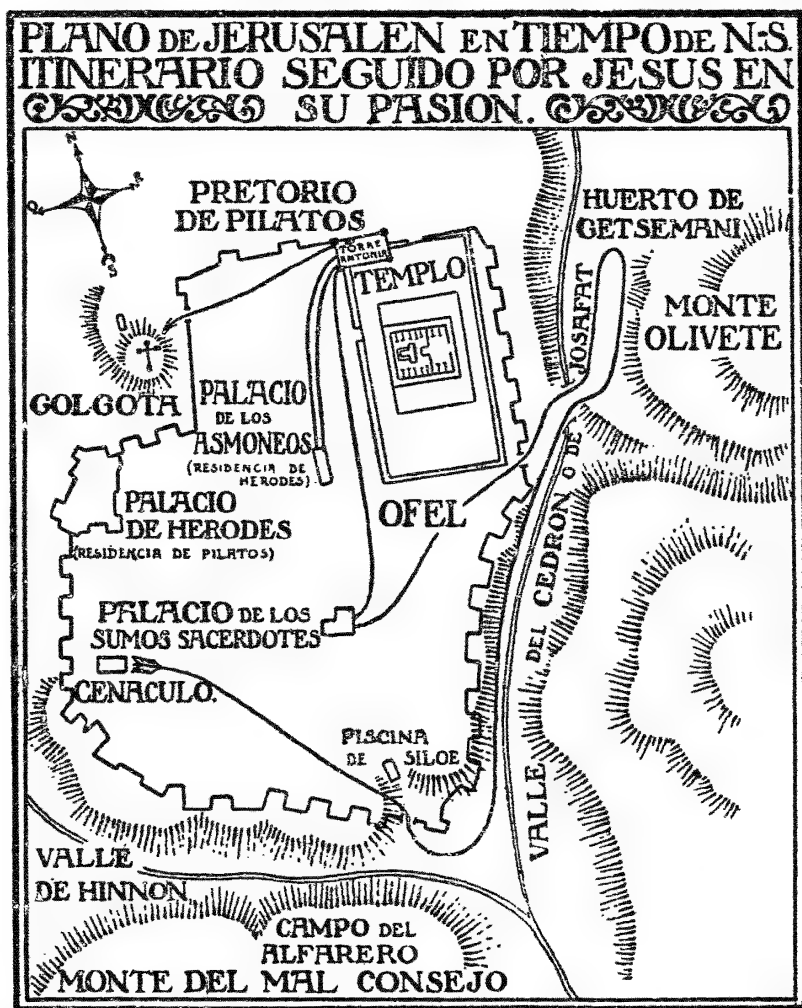 PLANO DE JERUSALEN EN TIEMPO DE N.S.
ITINERARIO SEGUIDO POR JESUS EN
SU PASION.
N
O
S
PRETORIO
DE PILATOS
TORRE
ANTONIA
TEMPLO
HUERTO DE
GETSEMANI
MONTE
OLIVETE
GOLGOTA
PALACIO
DE LOS
ASMONEOS
(RESIDENCIA DE
HERODES)
PALACIO
DE HERODES
(RESIDENCIA DE PILATOS)
OFEL
VALLE DEL CEDRON O DE JOSAFAT
PALACIO DE LOS
SUMOS SACERDOTES
CENACULO.
PISCINA
DE SILOE
VALLE
DE HINNON
CAMPO DEL
ALFARERO
MONTE DEL MAL CONSEJO